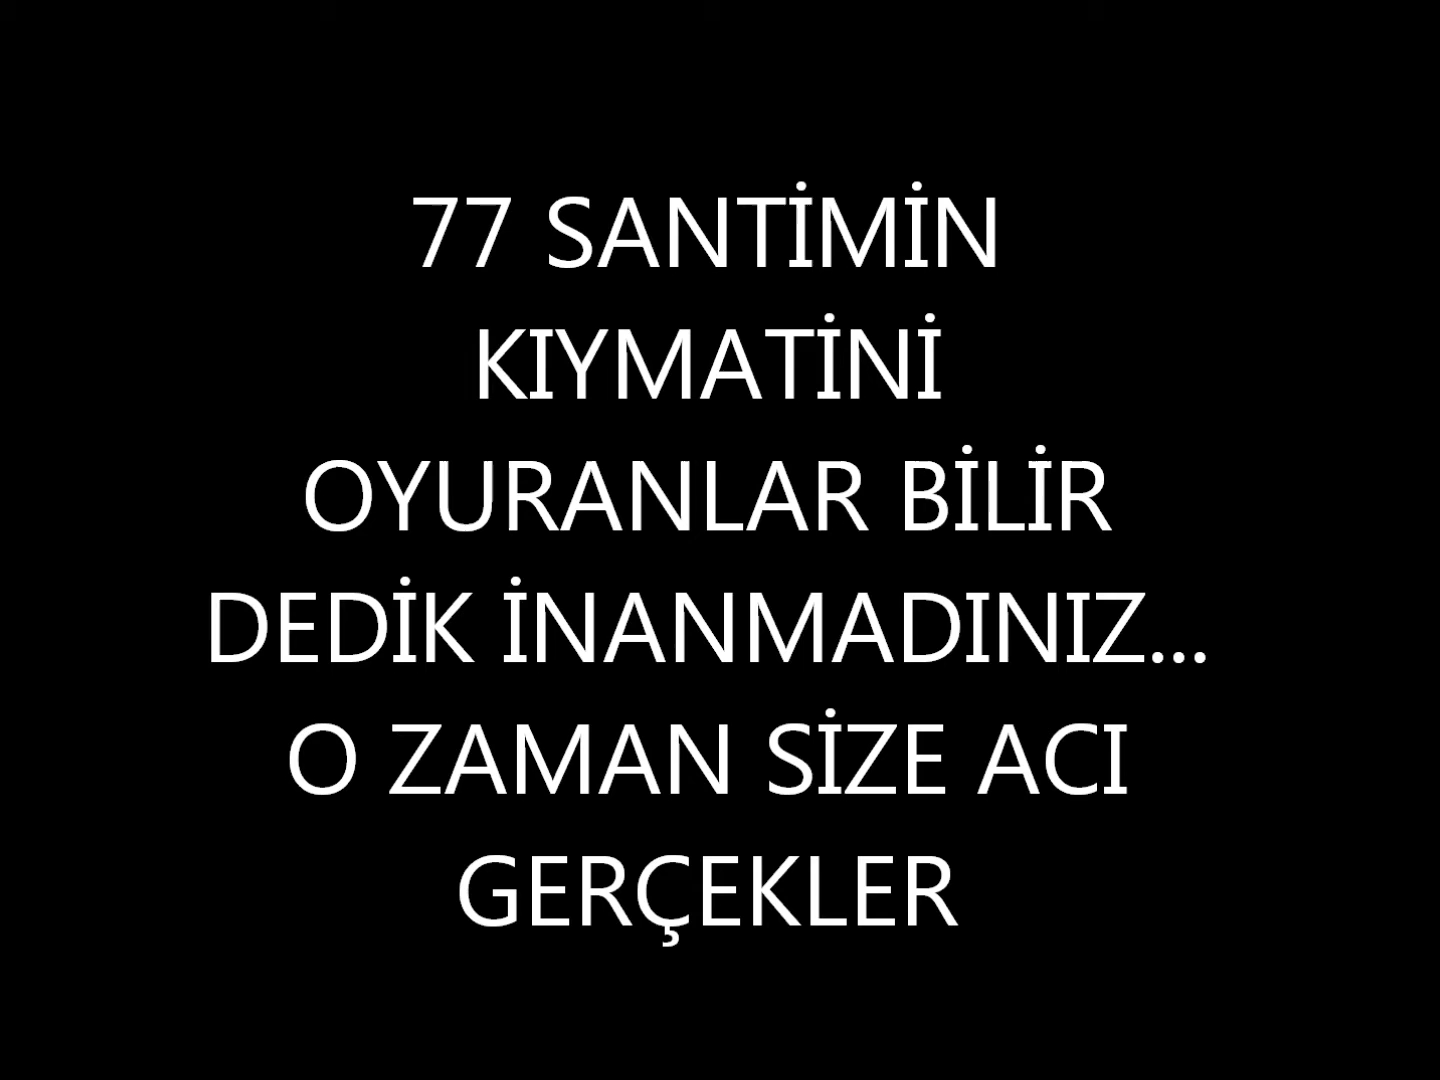 77 SANTİMİN
KIYMATİNİ
OYURANLAR BİLİR
DEDİK İNANMADINIZ...
O ZAMAN SİZE ACI
GERÇEKLER